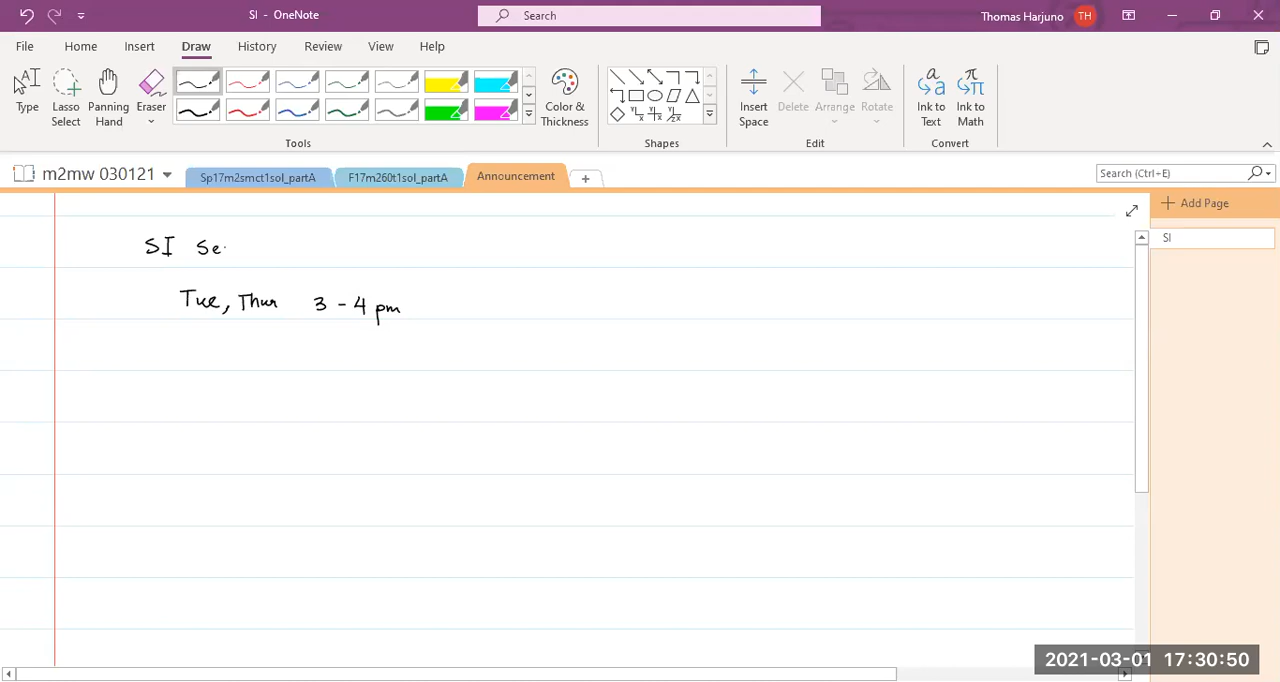 SI - OneNote
Search
Thomas Harjuno TH
File Home Insert Draw History Review View Help
Type Lasso Select Panning Hand Eraser Color & Thickness Insert Space Delete Arrange Rotate Ink to Text Ink to Math
Tools Shapes Edit Convert
m2mw 030121 Sp17m2smct1sol_partA F17m260t1sol_partA Announcement Search (Ctrl+E)
Add Page
SI
SI Se
Tue, Thur 3 - 4 pm
2021-03-01 17:30:50